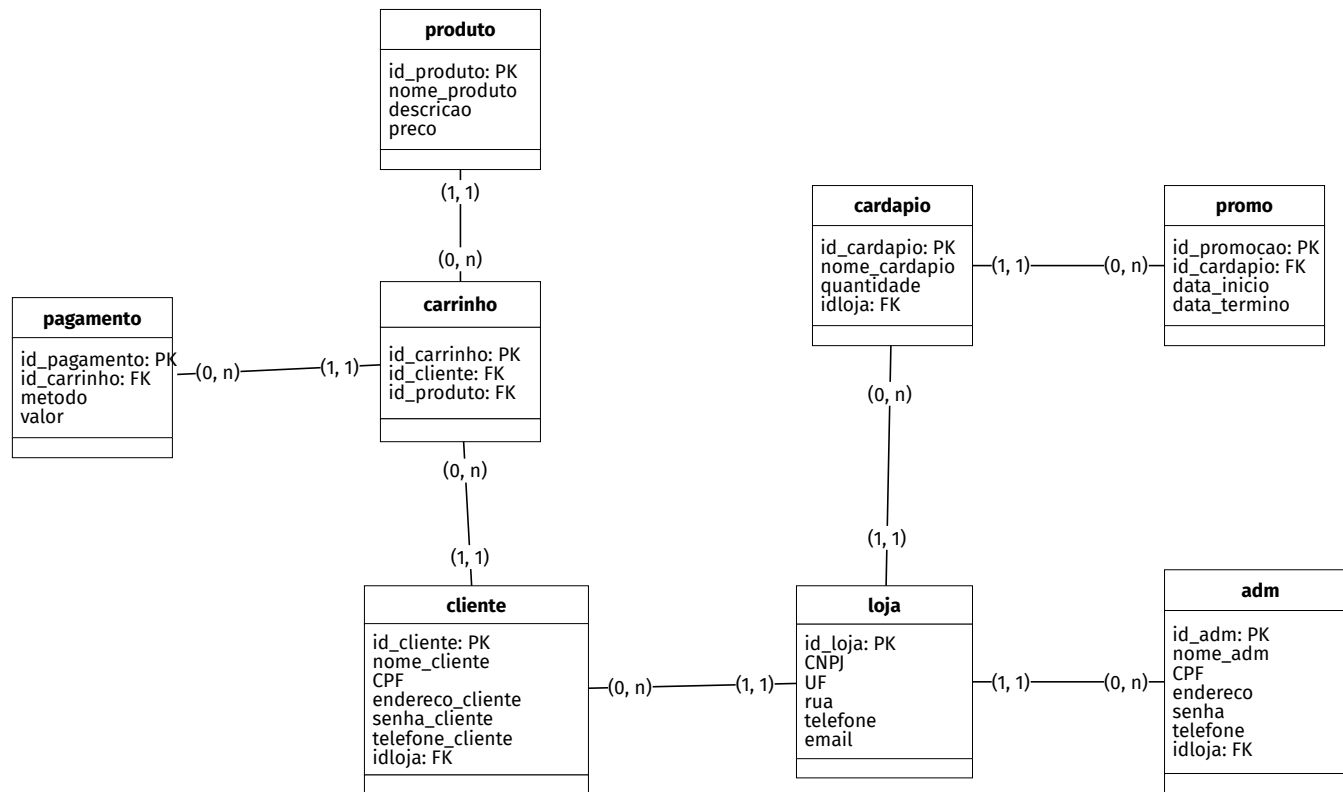 produto
id_produto: PK
nome_produto
descricao
preco
(1, 1)
(0, n)
cardapio
id_cardapio: PK
nome_cardapio
quantidade
idloja: FK
(1, 1)
(0, n)
promo
id_promocao: PK
id_cardapio: FK
data_inicio
data_termino
pagamento
id_pagamento: PK
id_carrinho: FK
metodo
valor
(0, n)
(1, 1)
carrinho
id_carrinho: PK
id_cliente: FK
id_produto: FK
(0, n)
(1, 1)
(0, n)
(1, 1)
cliente
id_cliente: PK
nome_cliente
CPF
endereco_cliente
senha_cliente
telefone_cliente
idloja: FK
(0, n)
(1, 1)
loja
id_loja: PK
CNPJ
UF
rua
telefone
email
(1, 1)
(0, n)
adm
id_adm: PK
nome_adm
CPF
endereco
senha
telefone
idloja: FK